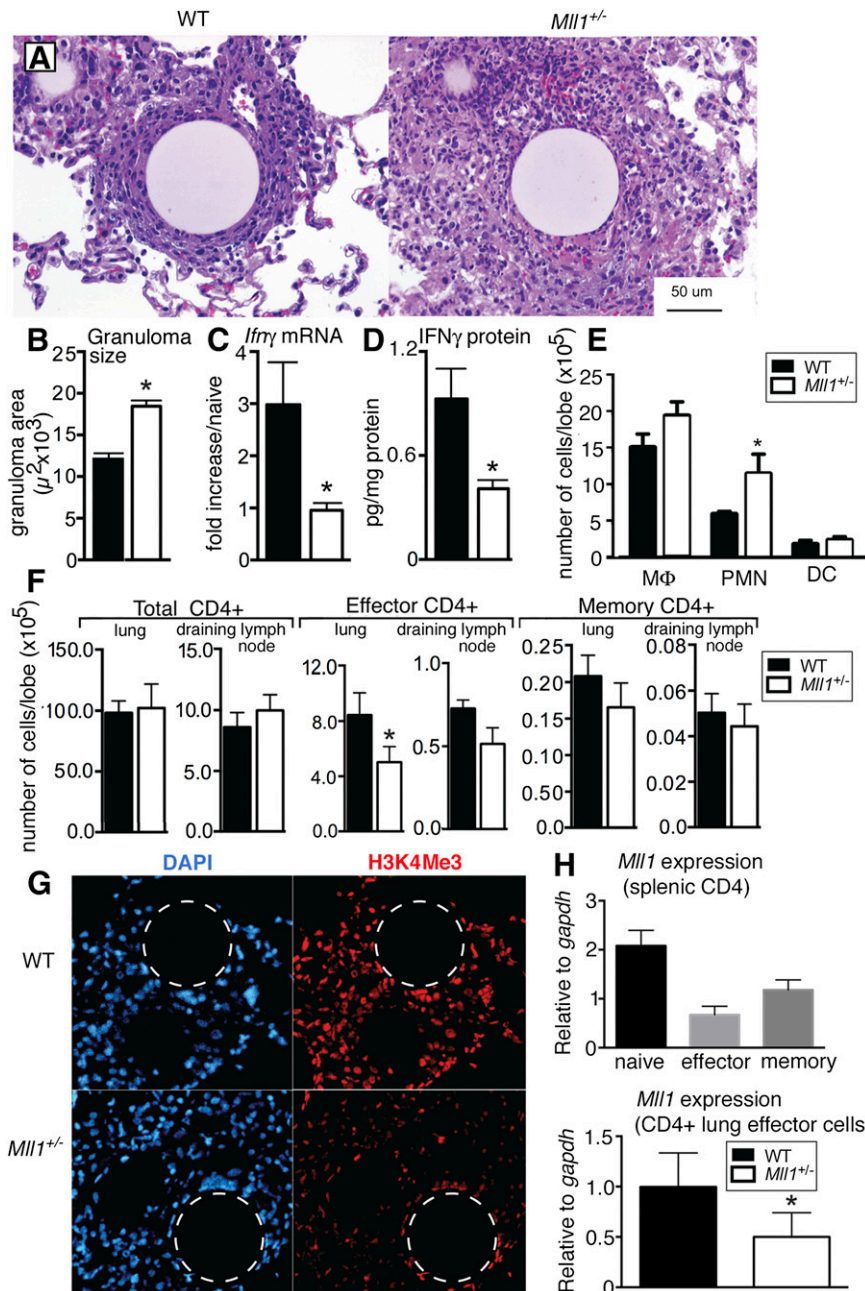 WT
Mll1+/-
A
50 um
B
Granuloma
size
granuloma area
(µ²x10³)
25
20
15
10
5
0
*
C
Ifnγ mRNA
fold increase/naive
4
3
2
1
0
*
D
IFNγ protein
pg/mg protein
1.2
0.6
0
*
E
number of cells/lobe (x10⁵)
25
20
15
10
5
0
*
MΦ PMN DC
WT
Mll1+/-
F
number of cells/lobe (x10⁵)
Total CD4+
lung
150.0
100.0
50.0
0.0
draining lymph
node
15.0
10.0
5.0
0.0
Effector CD4+
lung
12.0
8.0
4.0
0.0
*
draining lymph
node
1.0
0.5
0.0
Memory CD4+
lung
0.25
0.20
0.15
0.10
0.50
0.00
draining lymph
node
0.08
0.06
0.04
0.02
0.00
WT
Mll1+/-
G
DAPI
H3K4Me3
WT
Mll1+/-
H
Mll1 expression
(splenic CD4)
Relative to gapdh
3
2
1
0
naive effector memory
Mll1 expression
(CD4+ lung effector cells
Relative to gapdh
1.5
1.0
0.5
0.0
WT
Mll1+/-
*